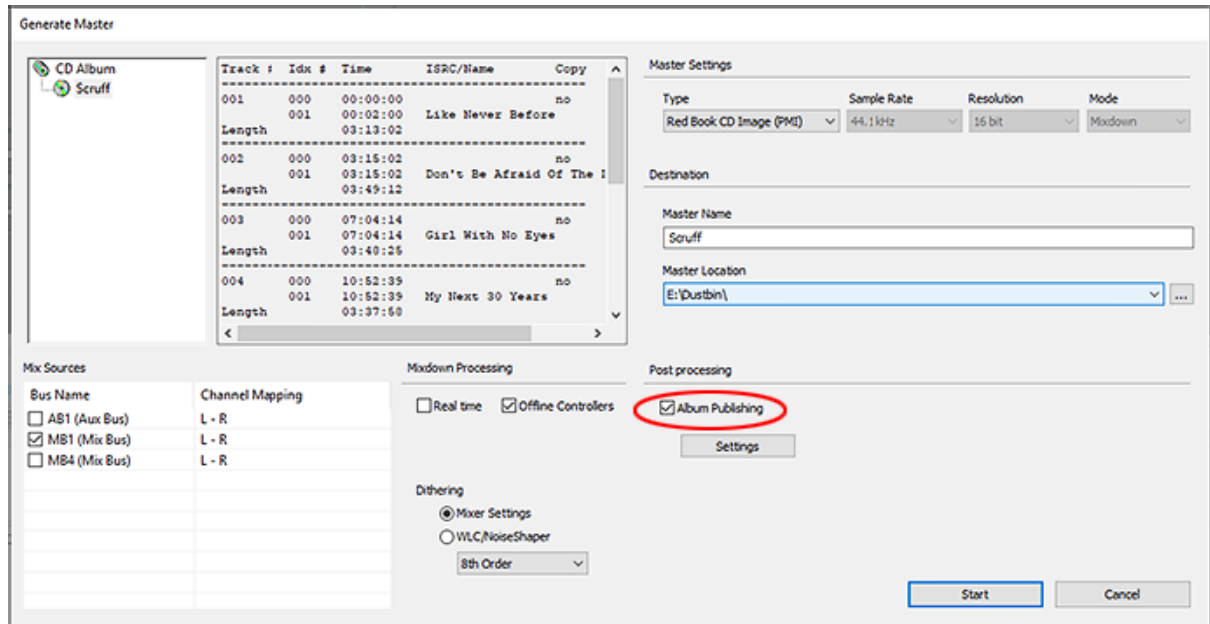 Generate Master
CD Album
Scruff
Track # Idx # Time ISRC/Name Copy
001 000 00:00:00 no
001 00:02:00 Like Never Before
Length 03:13:02
002 000 03:15:02 no
001 03:15:02 Don't Be Afraid Of The
Length 03:49:12
003 000 07:04:14 no
001 07:04:14 Girl With No Eyes
Length 03:48:25
004 000 10:52:39 no
001 10:52:39 My Next 30 Years
Length 03:37:58
Master Settings
Type Sample Rate Resolution Mode
Red Book CD Image (PMI) 44.1kHz 16 bit Mixdown
Destination
Master Name
Scruff
Master Location
E:\Dustbin\
...
Mix Sources
Bus Name Channel Mapping
AB1 (Aux Bus) L - R
MB1 (Mix Bus) L - R
MB4 (Mix Bus) L - R
Mixdown Processing
Real time Offline Controllers
Dithering
Mixer Settings
WLC/NoiseShaper
8th Order
Post processing
Album Publishing
Settings
Start Cancel